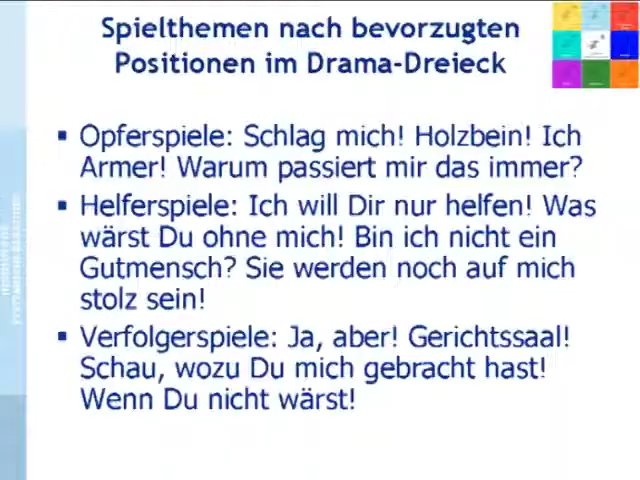 Spielthemen nach bevorzugten
Positionen im Drama-Dreieck
▪ Opferspiele: Schlag mich! Holzbein! Ich
Armer! Warum passiert mir das immer?
▪ Helferspiele: Ich will Dir nur helfen! Was
wärst Du ohne mich! Bin ich nicht ein
Gutmensch? Sie werden noch auf mich
stolz sein!
▪ Verfolgerspiele: Ja, aber! Gerichtssaal!
Schau, wozu Du mich gebracht hast!
Wenn Du nicht wärst!